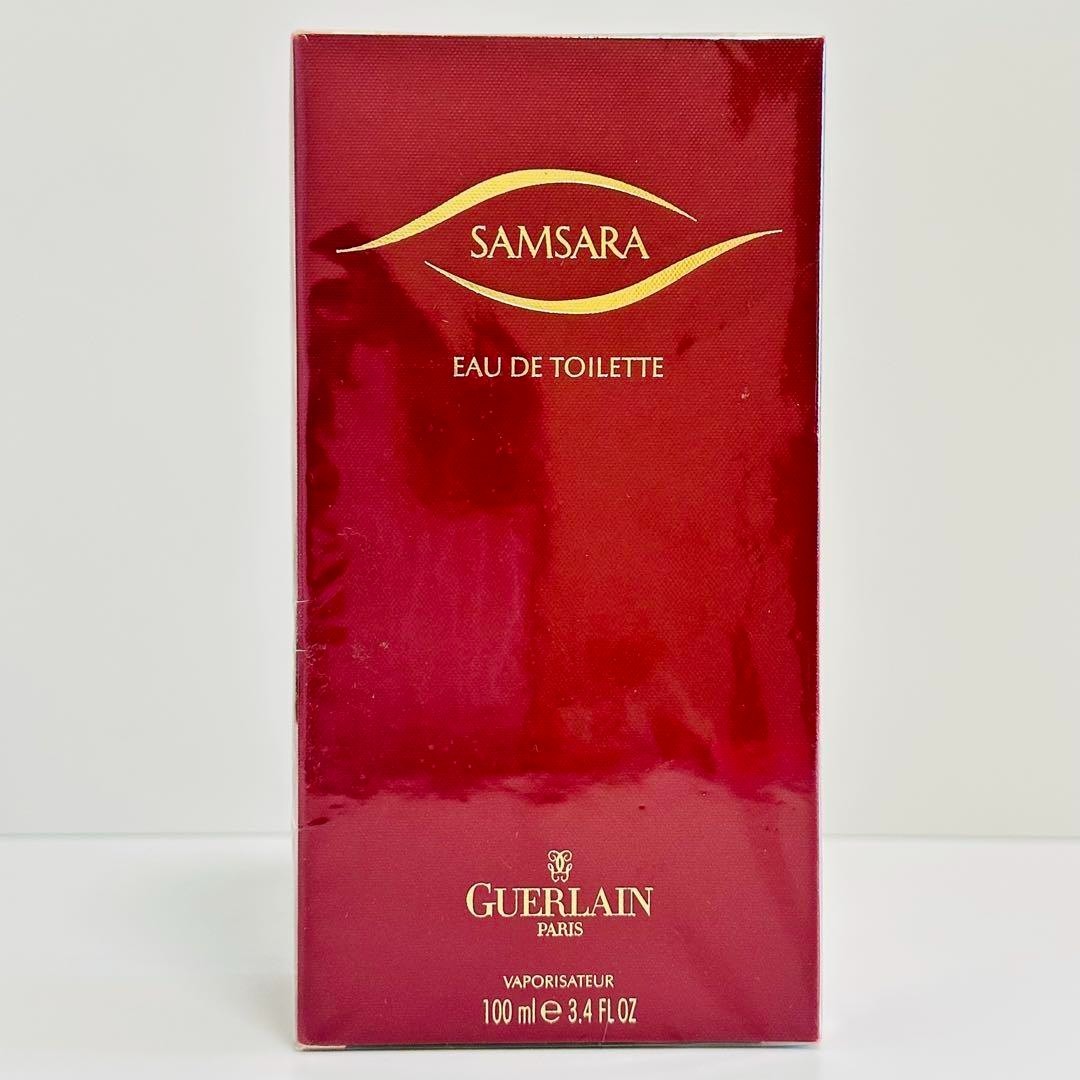 SAMSARA
EAU DE TOILETTE
GUERLAIN
PARIS
VAPORISATEUR
100 ml ℮ 3.4 FL OZ